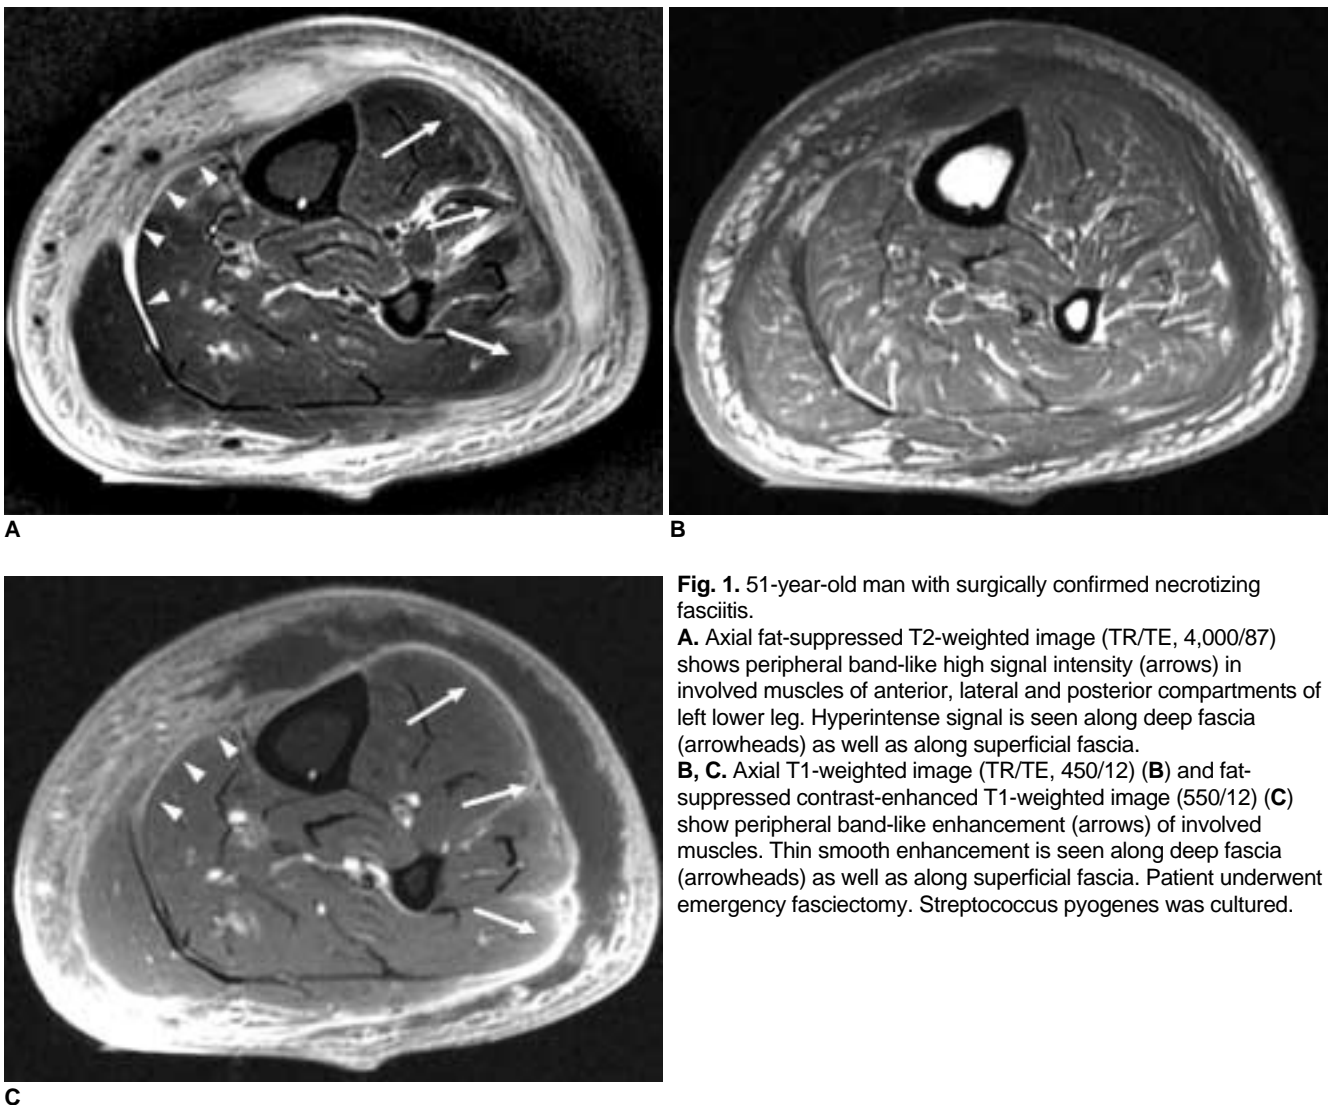 A
B
Fig. 1. 51-year-old man with surgically confirmed necrotizing
fasciitis.
A. Axial fat-suppressed T2-weighted image (TR/TE, 4,000/87)
shows peripheral band-like high signal intensity (arrows) in
involved muscles of anterior, lateral and posterior compartments of
left lower leg. Hyperintense signal is seen along deep fascia
(arrowheads) as well as along superficial fascia.
B, C. Axial T1-weighted image (TR/TE, 450/12) (B) and fat-
suppressed contrast-enhanced T1-weighted image (550/12) (C)
show peripheral band-like enhancement (arrows) of involved
muscles. Thin smooth enhancement is seen along deep fascia
(arrowheads) as well as along superficial fascia. Patient underwent
emergency fasciectomy. Streptococcus pyogenes was cultured.
C